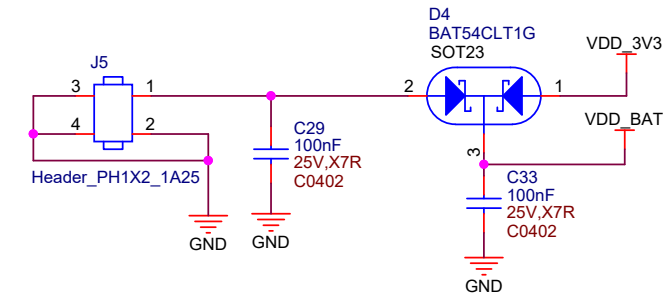 D4
BAT54CLT1G
SOT23
VDD_3V3
J5
3
1
2
1
4
2
VDD_BAT
C29
100nF
25V,X7R
C0402
3
Header_PH1X2_1A25
C33
100nF
25V,X7R
C0402
GND
GND
GND